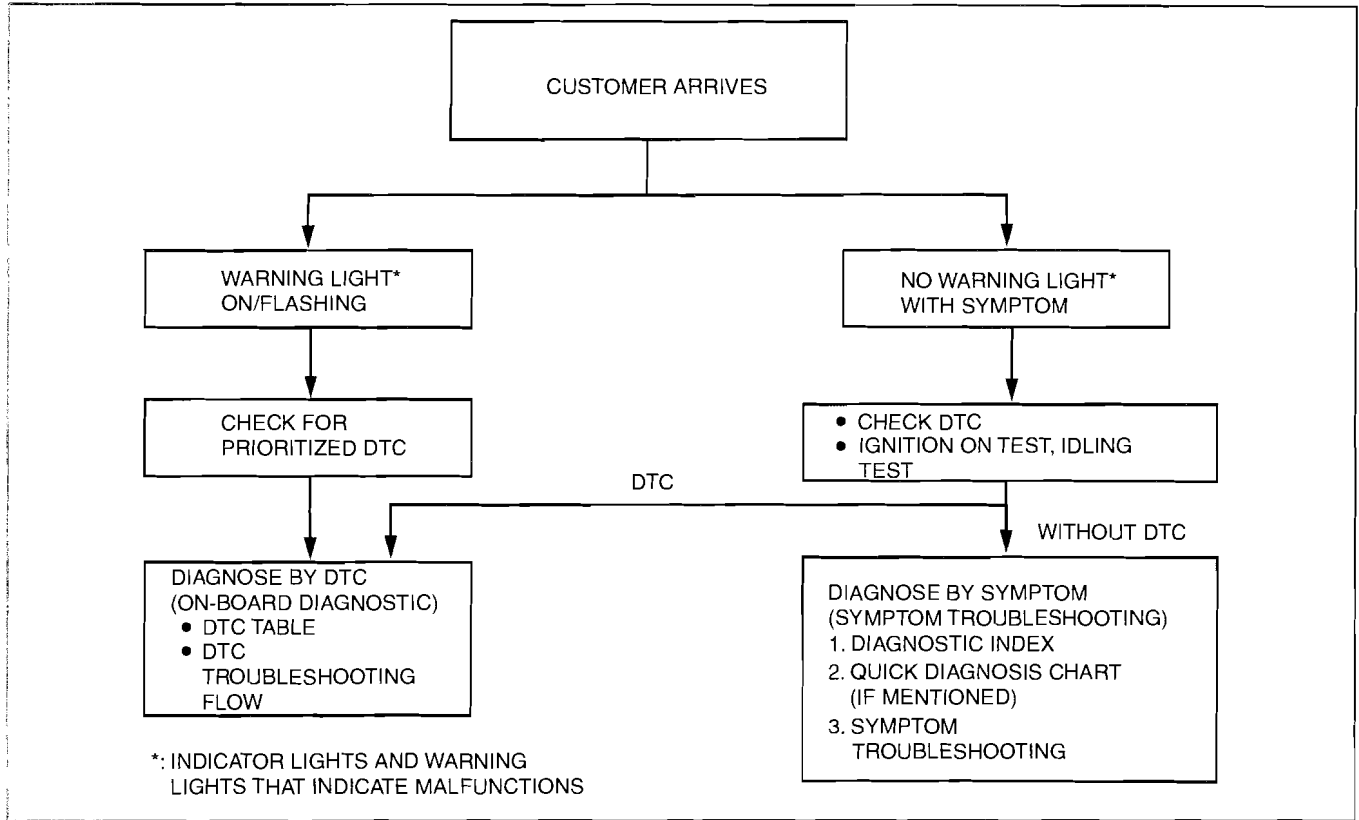 CUSTOMER ARRIVES
WARNING LIGHT*
ON/FLASHING
NO WARNING LIGHT*
WITH SYMPTOM
CHECK FOR
PRIORITIZED DTC
• CHECK DTC
• IGNITION ON TEST, IDLING
TEST
DTC
WITHOUT DTC
DIAGNOSE BY DTC
(ON-BOARD DIAGNOSTIC)
• DTC TABLE
• DTC
TROUBLESHOOTING
FLOW
DIAGNOSE BY SYMPTOM
(SYMPTOM TROUBLESHOOTING)
1. DIAGNOSTIC INDEX
2. QUICK DIAGNOSIS CHART
(IF MENTIONED)
3. SYMPTOM
TROUBLESHOOTING
*: INDICATOR LIGHTS AND WARNING
LIGHTS THAT INDICATE MALFUNCTIONS